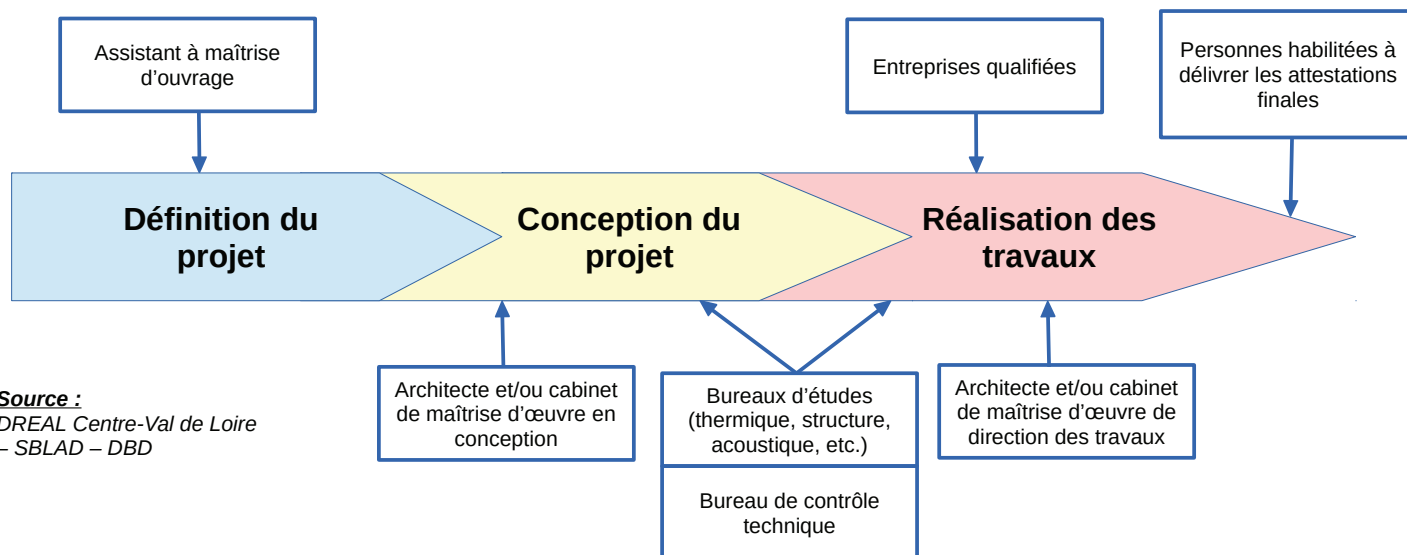 Assistant à maîtrise
d’ouvrage
Entreprises qualifiées
Personnes habilitées à
délivrer les attestations
finales
Définition du
projet
Conception du
projet
Réalisation des
travaux
Source :
DREAL Centre-Val de Loire
– SBLAD – DBD
Architecte et/ou cabinet
de maîtrise d’œuvre en
conception
Bureaux d’études
(thermique, structure,
acoustique, etc.)
Bureau de contrôle
technique
Architecte et/ou cabinet
de maîtrise d’œuvre de
direction des travaux